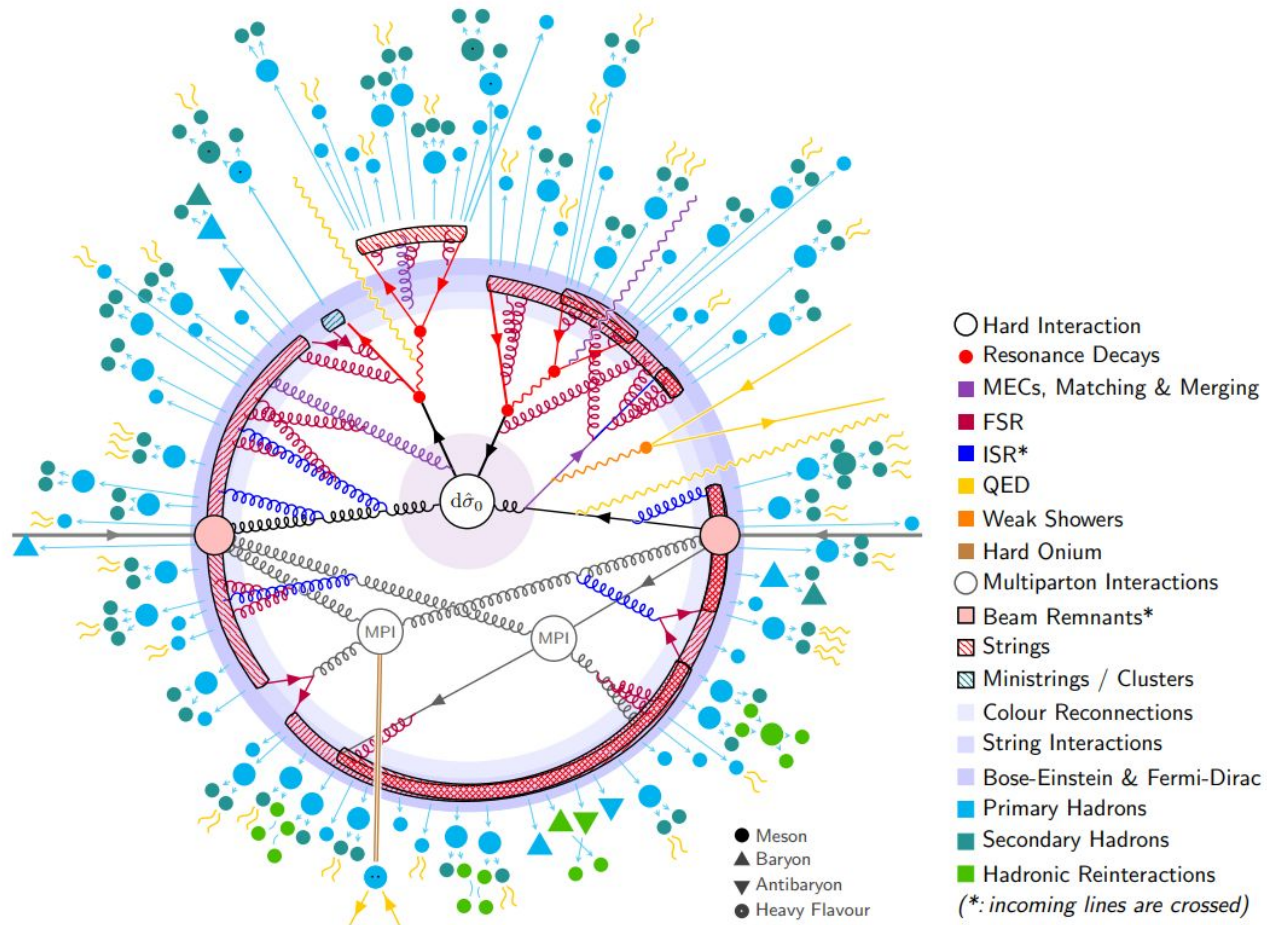 dσ̂₀
MPI
MPI
Meson
Baryon
Antibaryon
Heavy Flavour
Hard Interaction
Resonance Decays
MECs, Matching & Merging
FSR
ISR*
QED
Weak Showers
Hard Onium
Multiparton Interactions
Beam Remnants*
Strings
Ministrings / Clusters
Colour Reconnections
String Interactions
Bose-Einstein & Fermi-Dirac
Primary Hadrons
Secondary Hadrons
Hadronic Reinteractions
(*: incoming lines are crossed)